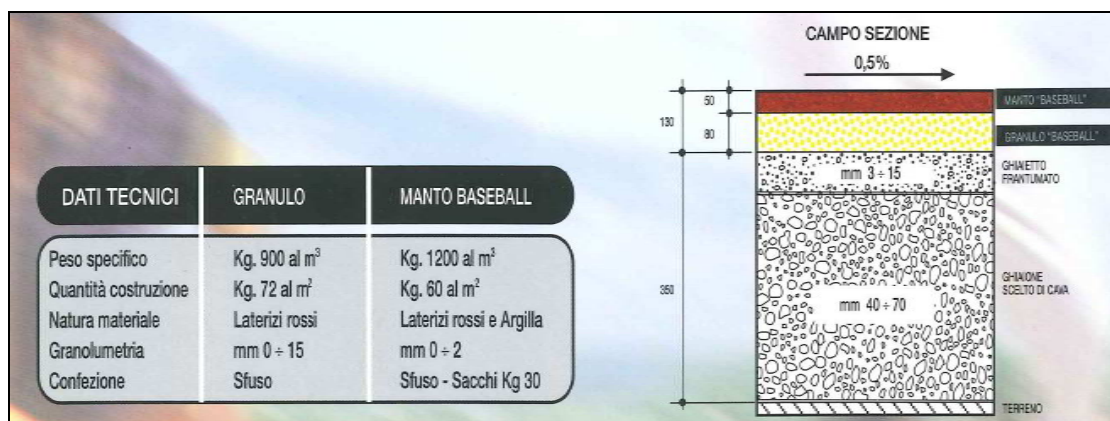 CAMPO SEZIONE
0,5%
50
MANTO "BASEBALL"
130
80
GRANULO "BASEBALL"
mm 3 ÷ 15
GHIAIETTO
FRANTUMATO
350
mm 40 ÷ 70
GHIAIONE
SCELTO DI CAVA
TERRENO
DATI TECNICI GRANULO MANTO BASEBALL
Peso specifico Kg. 900 al m³ Kg. 1200 al m³
Quantità costruzione Kg. 72 al m² Kg. 60 al m²
Natura materiale Laterizi rossi Laterizi rossi e Argilla
Granolumetria mm 0 ÷ 15 mm 0 ÷ 2
Confezione Sfuso Sfuso - Sacchi Kg 30